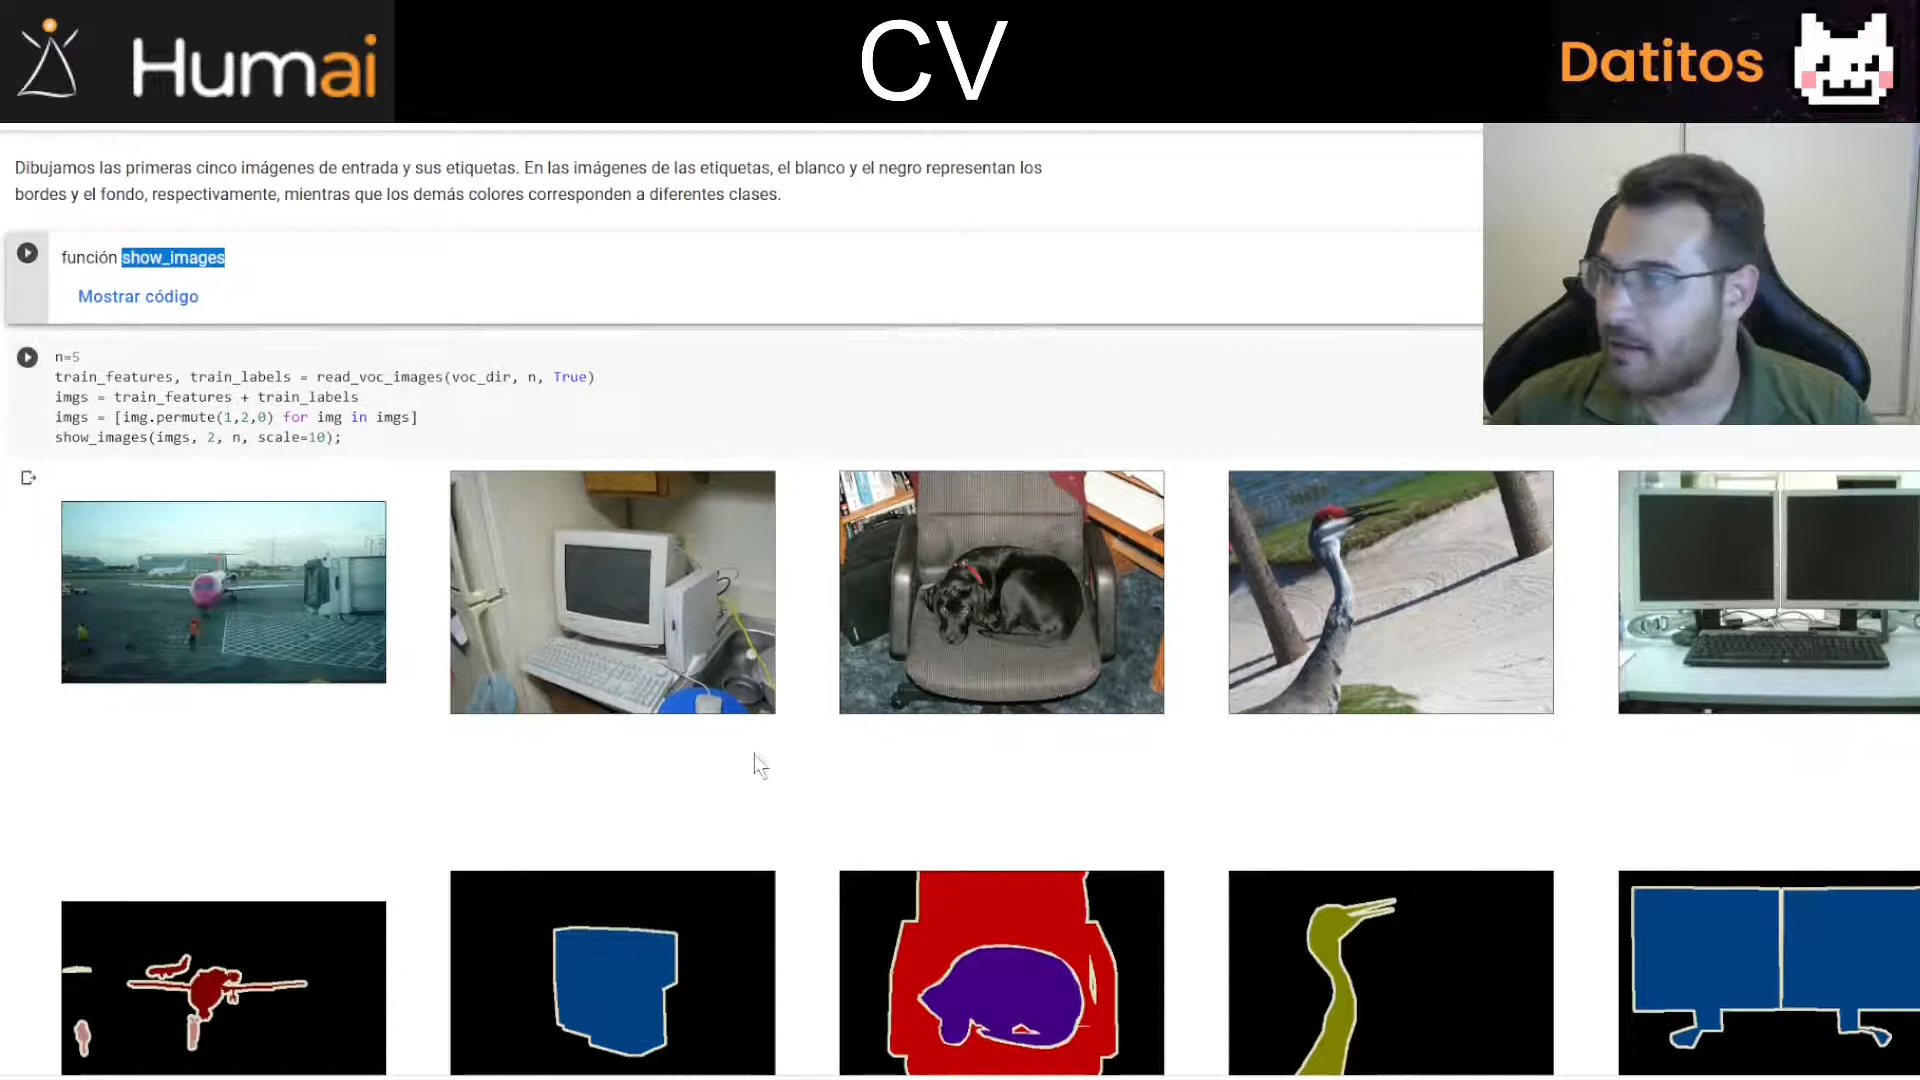 Humai
CV
Datitos
Dibujamos las primeras cinco imágenes de entrada y sus etiquetas. En las imágenes de las etiquetas, el blanco y el negro representan los
bordes y el fondo, respectivamente, mientras que los demás colores corresponden a diferentes clases.
función show_images
Mostrar código
n=5
train_features, train_labels = read_voc_images(voc_dir, n, True)
imgs = train_features + train_labels
imgs = [img.permute(1,2,0) for img in imgs]
show_images(imgs, 2, n, scale=10);